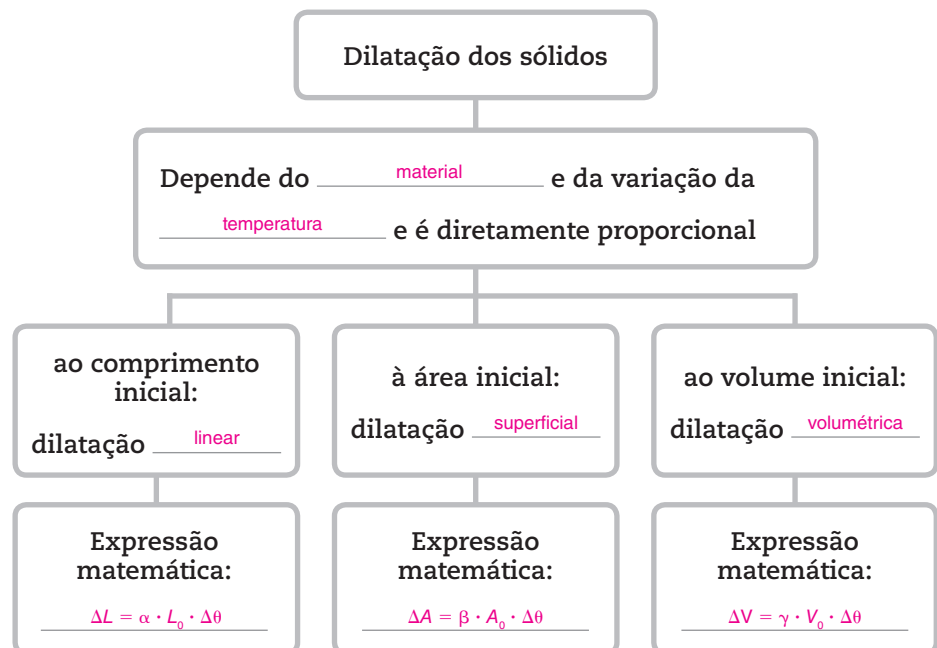 Dilatação dos sólidos
Depende do material e da variação da
temperatura e é diretamente proporcional
ao comprimento
inicial:
dilatação linear
à área inicial:
dilatação superficial
ao volume inicial:
dilatação volumétrica
Expressão
matemática:
ΔL = α · L₀ · Δθ
Expressão
matemática:
ΔA = β · A₀ · Δθ
Expressão
matemática:
ΔV = γ · V₀ · Δθ